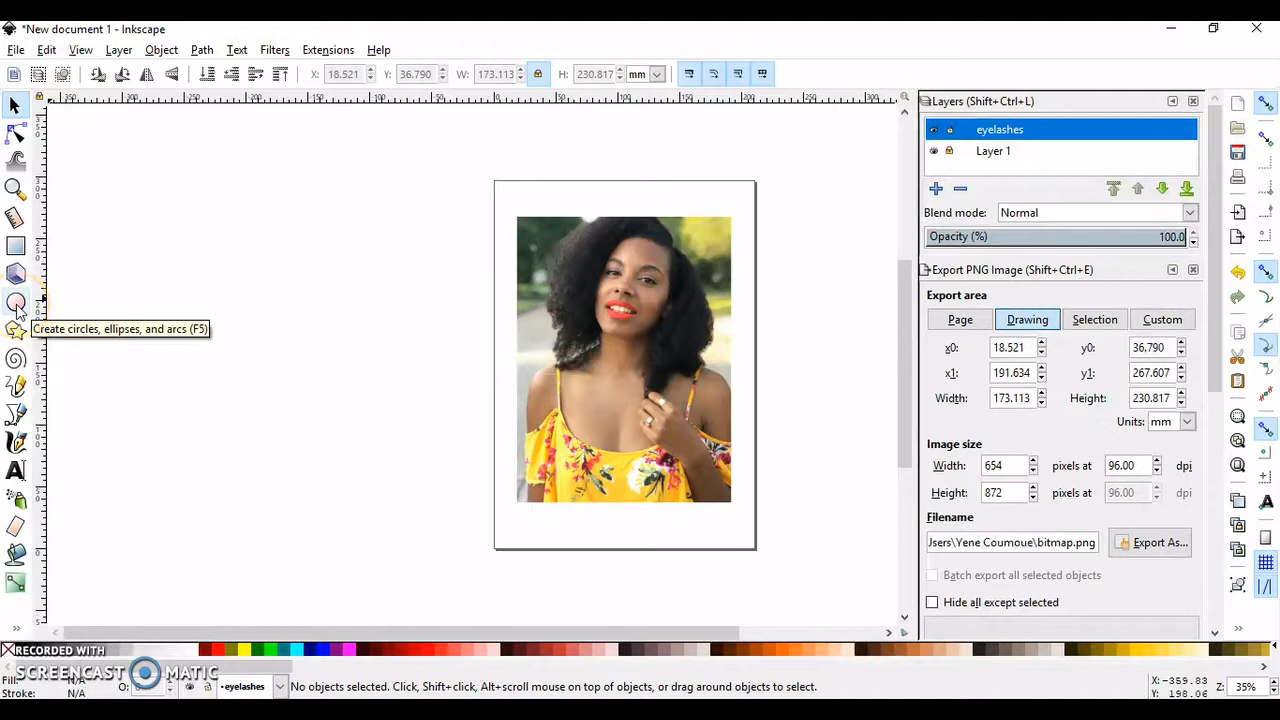 *New document 1 - Inkscape
File Edit View Layer Object Path Text Filters Extensions Help
X: 18.521 Y: 36.790 W: 173.113 H: 230.817 mm
Layers (Shift+Ctrl+L)
eyelashes
Layer 1
Blend mode: Normal
Opacity (%) 100.0
Export PNG Image (Shift+Ctrl+E)
Export area
Page Drawing Selection Custom
x0: 18.521 y0: 36.790
x1: 191.634 y1: 267.607
Width: 173.113 Height: 230.817
Units: mm
Image size
Width: 654 pixels at 96.00 dpi
Height: 872 pixels at 96.00 dpi
Filename
Jsers\Yene Coumoue\bitmap.png Export As...
Batch export all selected objects
Hide all except selected
Create circles, ellipses, and arcs (F5)
RECORDED WITH
SCREENCAST MATIC
Fill: N/A
Stroke: N/A O: eyelashes No objects selected. Click, Shift+click, Alt+scroll mouse on top of objects, or drag around objects to select.
X: -359.83
Y: 198.06 Z: 35%